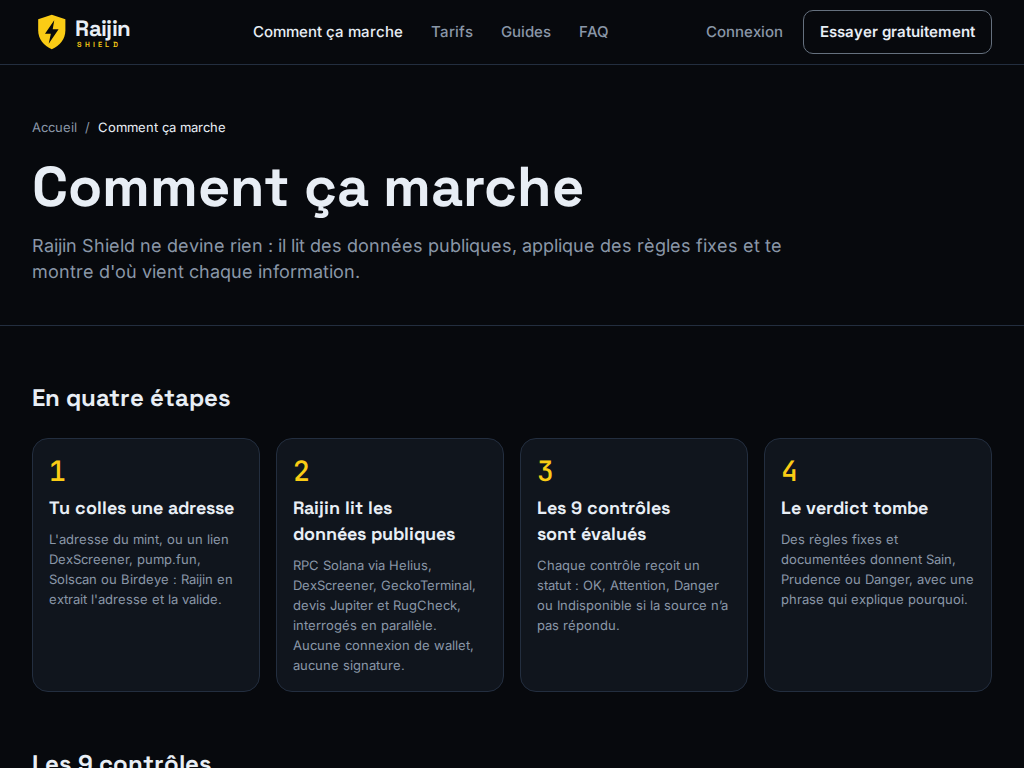 Raijin
SHIELD
Comment ça marche
Tarifs
Guides
FAQ
Connexion
Essayer gratuitement
Accueil / Comment ça marche
Comment ça marche
Raijin Shield ne devine rien : il lit des données publiques, applique des règles fixes et te
montre d'où vient chaque information.
En quatre étapes
1
Tu colles une adresse
L'adresse du mint, ou un lien
DexScreener, pump.fun,
Solscan ou Birdeye : Raijin en
extrait l'adresse et la valide.
2
Raijin lit les
données publiques
RPC Solana via Helius,
DexScreener, GeckoTerminal,
devis Jupiter et RugCheck,
interrogés en parallèle.
Aucune connexion de wallet,
aucune signature.
3
Les 9 contrôles
sont évalués
Chaque contrôle reçoit un
statut : OK, Attention, Danger
ou Indisponible si la source n'a
pas répondu.
4
Le verdict tombe
Des règles fixes et
documentées donnent Sain,
Prudence ou Danger, avec une
phrase qui explique pourquoi.
Les 9 contrôles